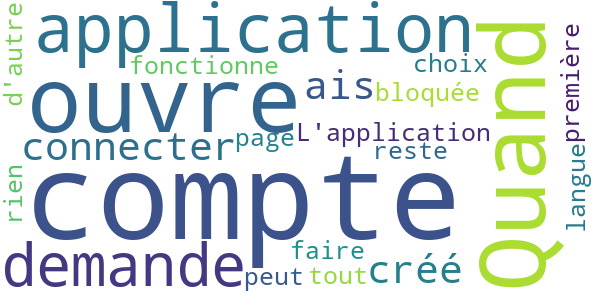 d'autre
application
Quand
première
fonctionne
choix
ouvre
ais
bloquée
L'application
connecter
page
reste
langue
compte
rien
demande
faire
peut
tout
créé